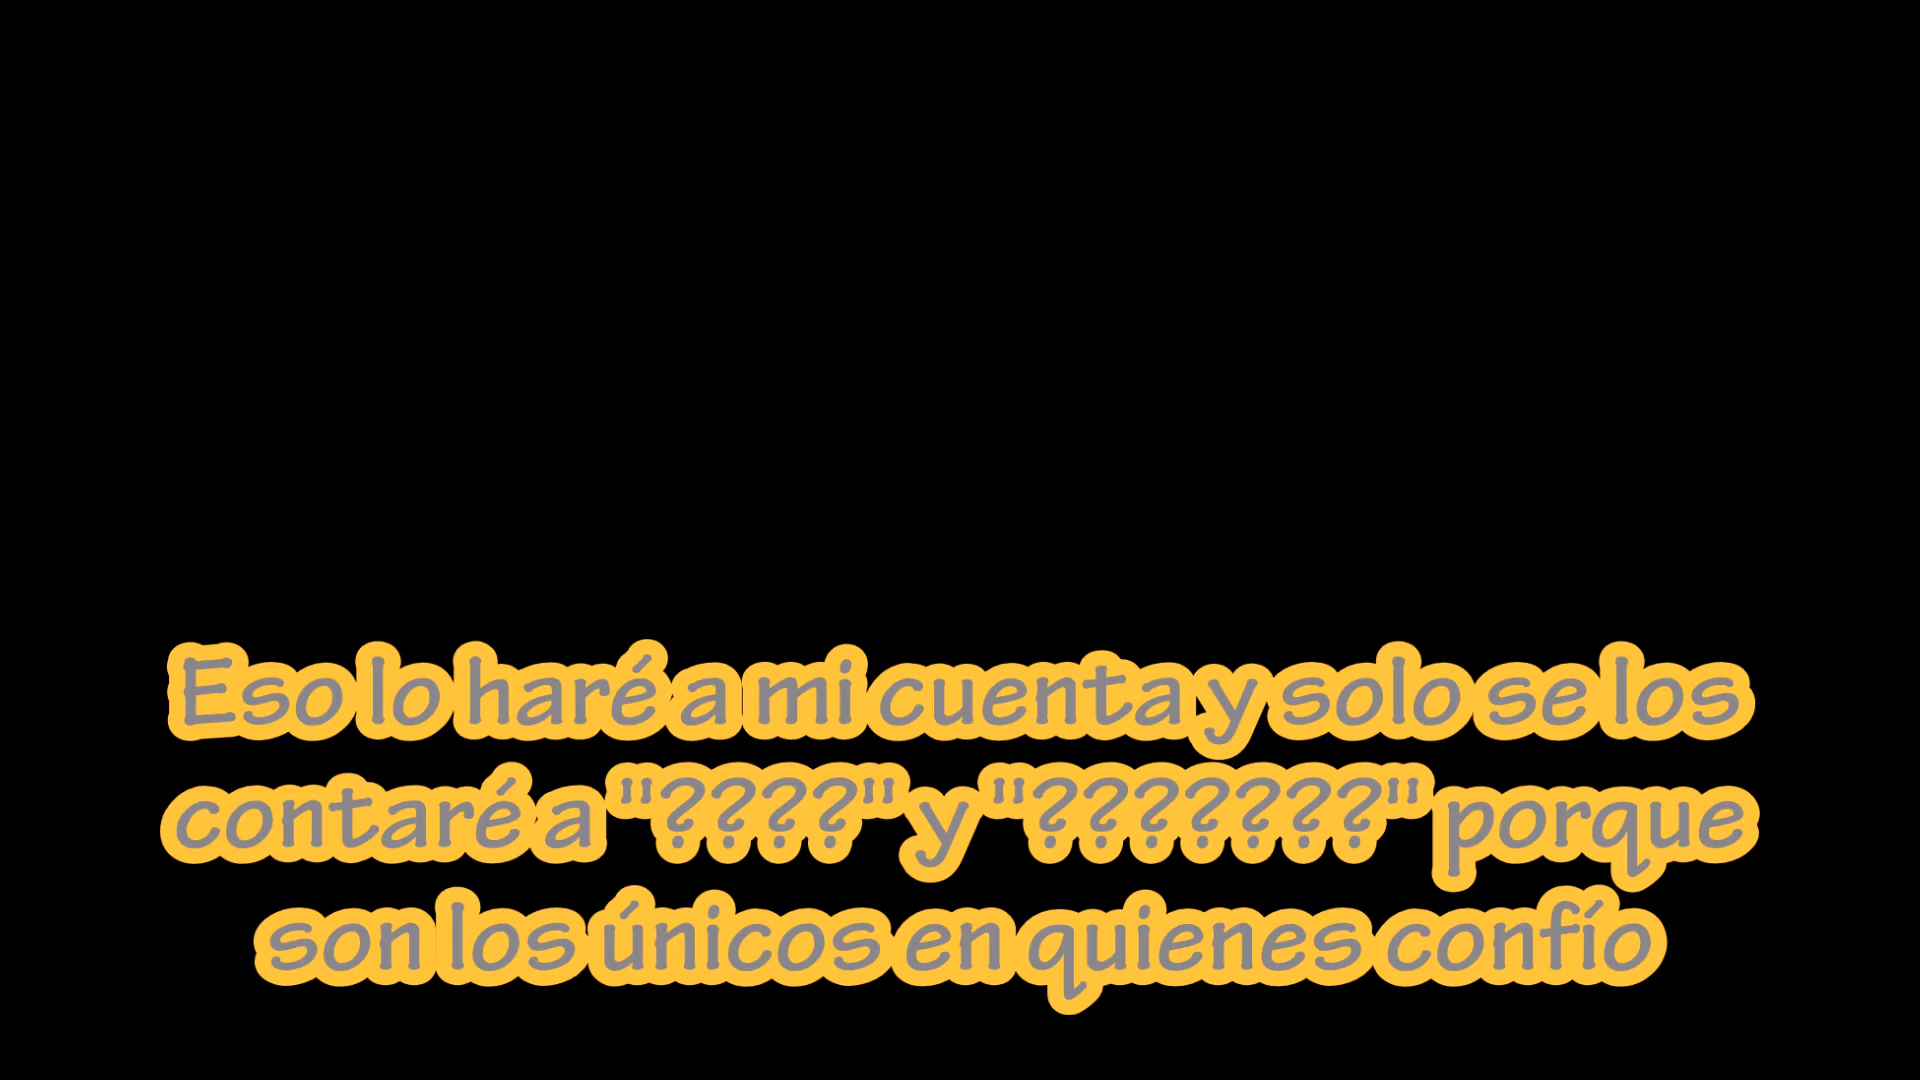 Eso lo haré a mi cuenta y solo se los
contaré a "????" y "???????" porque
son los únicos en quienes confío